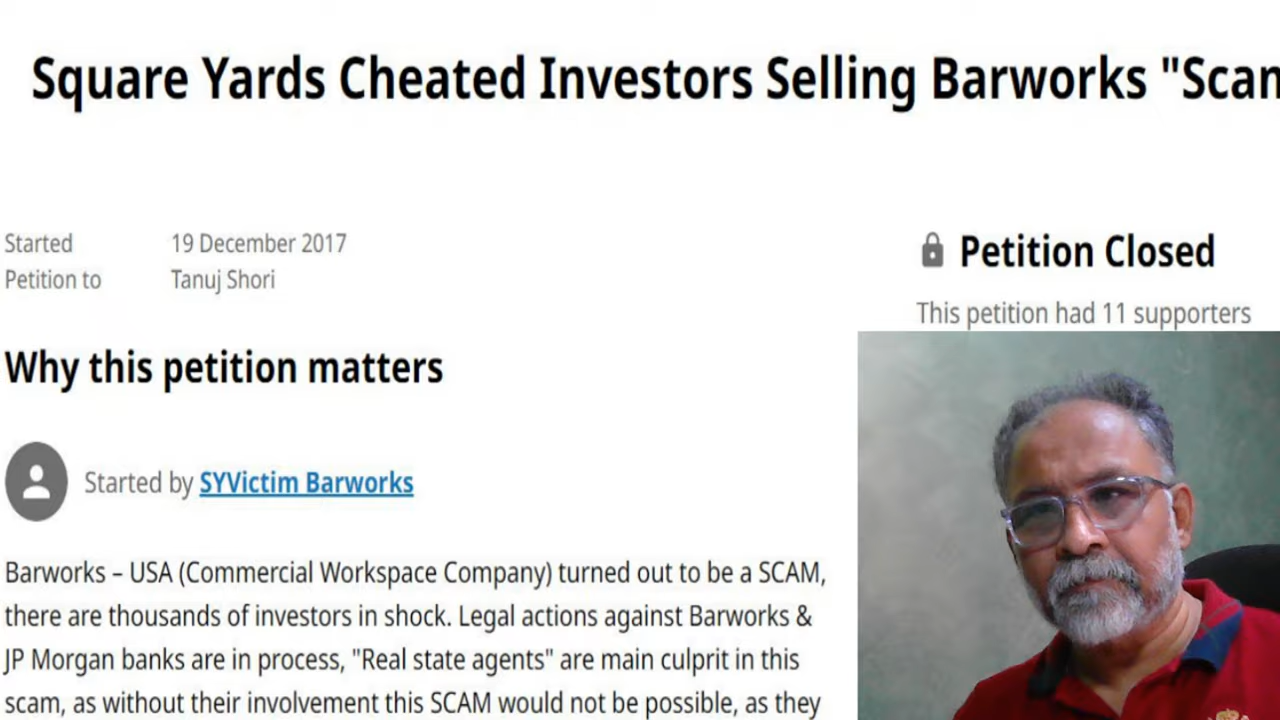 Square Yards Cheated Investors Selling Barworks "Scam
Started 19 December 2017
Petition to Tanuj Shori
Petition Closed
This petition had 11 supporters
Why this petition matters
Started by SYVictim Barworks
Barworks – USA (Commercial Workspace Company) turned out to be a SCAM,
there are thousands of investors in shock. Legal actions against Barworks &
JP Morgan banks are in process, "Real state agents" are main culprit in this
scam, as without their involvement this SCAM would not be possible, as they